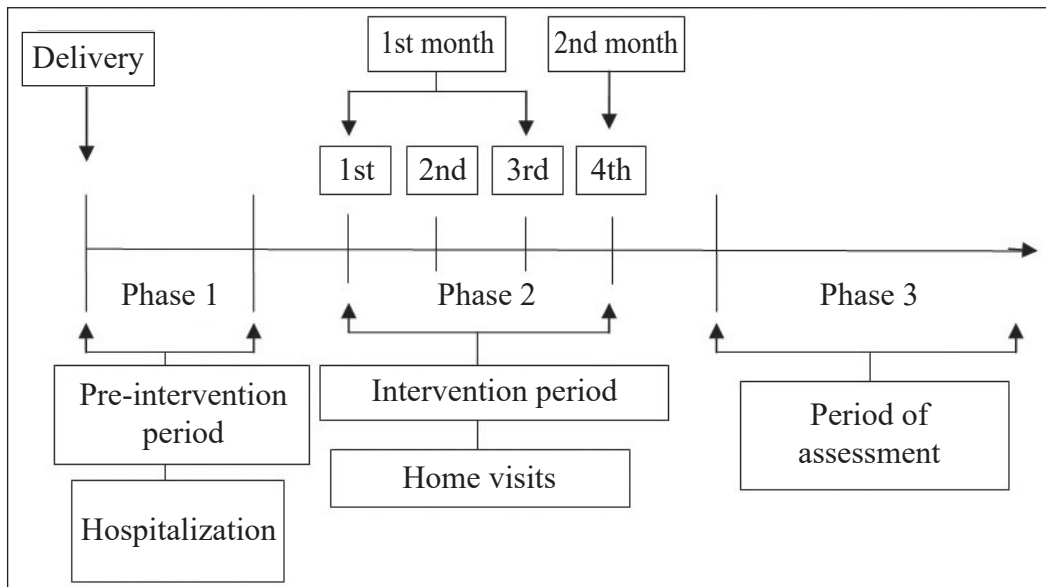 1st month
2nd month
Delivery
1st
2nd
3rd
4th
Phase 1
Phase 2
Phase 3
Pre-intervention
period
Intervention period
Period of
assessment
Home visits
Hospitalization